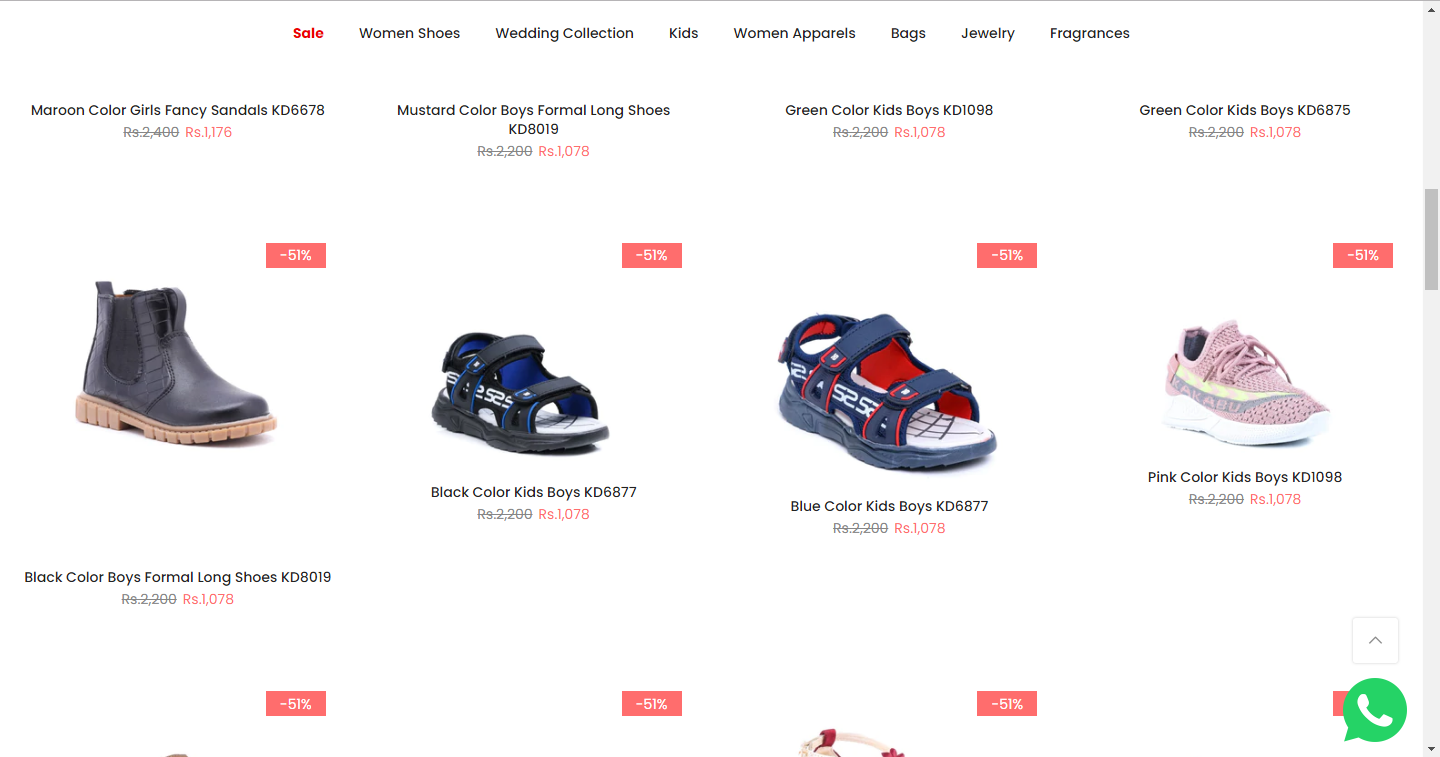 Sale Women Shoes Wedding Collection Kids Women Apparels Bags Jewelry Fragrances
Maroon Color Girls Fancy Sandals KD6678
Rs.2,400 Rs.1,176
Mustard Color Boys Formal Long Shoes
KD8019
Rs.2,200 Rs.1,078
Green Color Kids Boys KD1098
Rs.2,200 Rs.1,078
Green Color Kids Boys KD6875
Rs.2,200 Rs.1,078
-51%
-51%
-51%
-51%
Black Color Boys Formal Long Shoes KD8019
Rs.2,200 Rs.1,078
Black Color Kids Boys KD6877
Rs.2,200 Rs.1,078
Blue Color Kids Boys KD6877
Rs.2,200 Rs.1,078
Pink Color Kids Boys KD1098
Rs.2,200 Rs.1,078
-51%
-51%
-51%